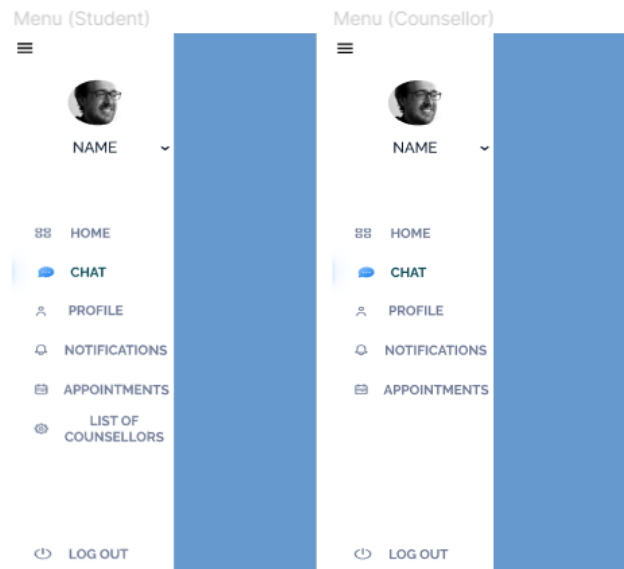 Menu (Student)
NAME
HOME
CHAT
PROFILE
NOTIFICATIONS
APPOINTMENTS
LIST OF
COUNSELLORS
LOG OUT
Menu (Counsellor)
NAME
HOME
CHAT
PROFILE
NOTIFICATIONS
APPOINTMENTS
LOG OUT